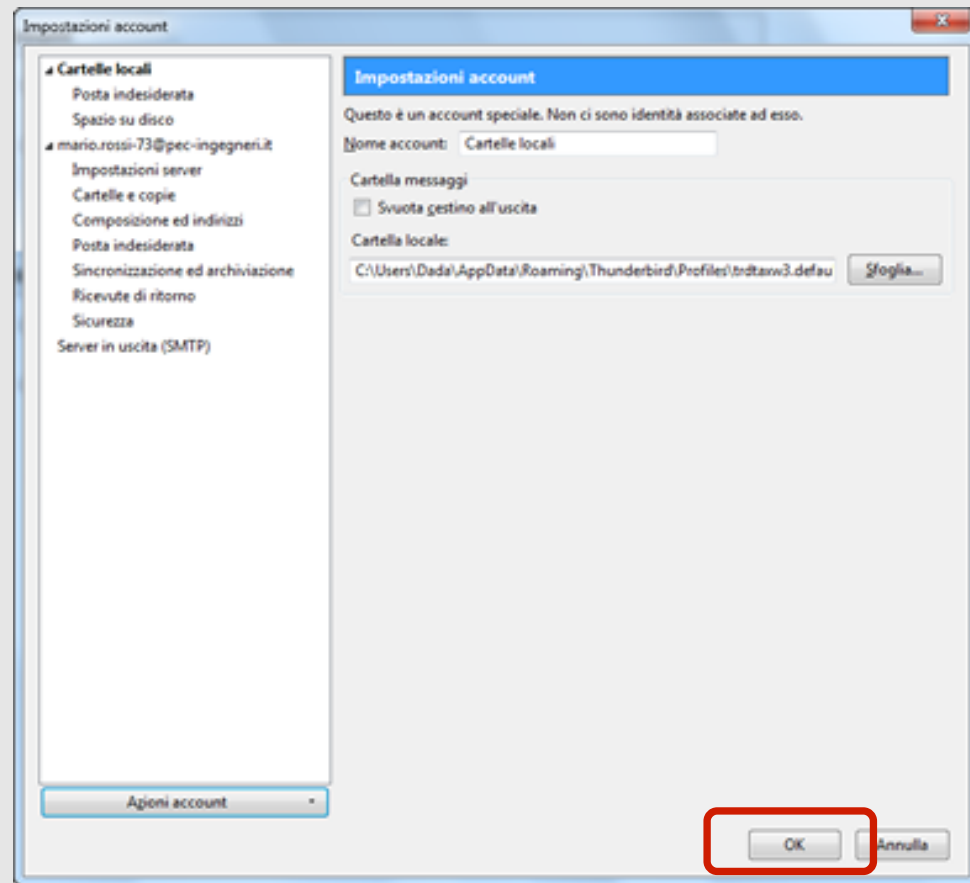 Impostazioni account
Cartelle locali
Posta indesiderata
Spazio su disco
mario.rossi-73@pec-ingegneri.it
Impostazioni server
Cartelle e copie
Composizione ed indirizzi
Posta indesiderata
Sincronizzazione ed archiviazione
Ricevute di ritorno
Sicurezza
Server in uscita (SMTP)
Azioni account
Impostazioni account
Questo è un account speciale. Non ci sono identità associate ad esso.
Nome account: Cartelle locali
Cartella messaggi
Svuota cestino all'uscita
Cartella locale:
C:\Users\Dada\AppData\Roaming\Thunderbird\Profiles\trdtaxw3.defau Sfoglia...
OK Annulla